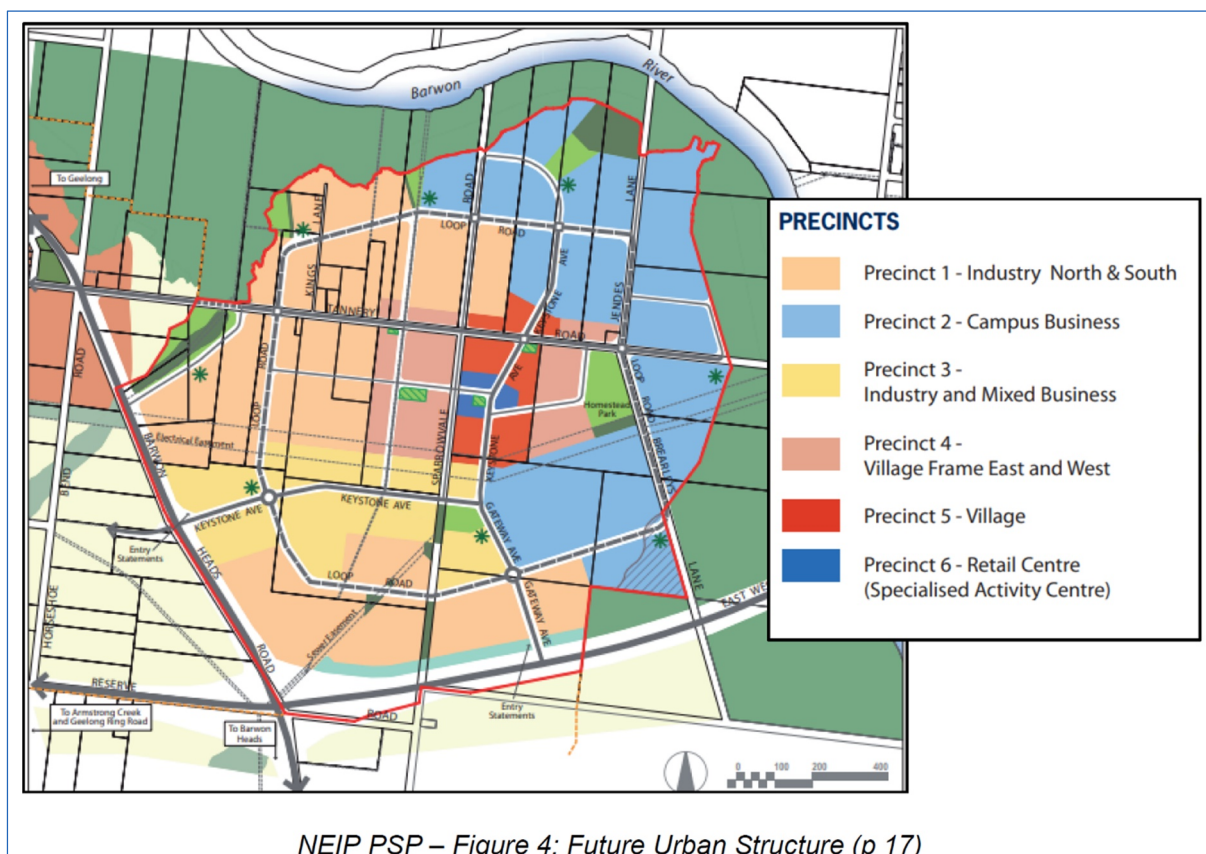 Barwon
River
To Geelong
LANE
KINGS
ROAD
LOOP
ROAD
LANE
JENDES
AVE
KEYSTONE
TANNERY
ROAD
ROAD
LOOP
ROAD
BEND
HORSESHOE
BARWON
HEADS
ROAD
Electrical Easement
SPARROWVALE
AVE
KEYSTONE
Homestead
Park
LOOP
ROAD
BREARLEYS
LANE
KEYSTONE AVE
KEYSTONE AVE
GATEWAY AVE
GATEWAY AVE
Entry
Statements
LOOP
ROAD
Sewer Easement
EAST WE
RESERVE
ROAD
Entry
Statements
To Armstrong Creek
and Geelong Ring Road
To Barwon
Heads
0 100 200 400
PRECINCTS
Precinct 1 - Industry North & South
Precinct 2 - Campus Business
Precinct 3 -
Industry and Mixed Business
Precinct 4 -
Village Frame East and West
Precinct 5 - Village
Precinct 6 - Retail Centre
(Specialised Activity Centre)
NEIP PSP – Figure 4: Future Urban Structure (p 17)